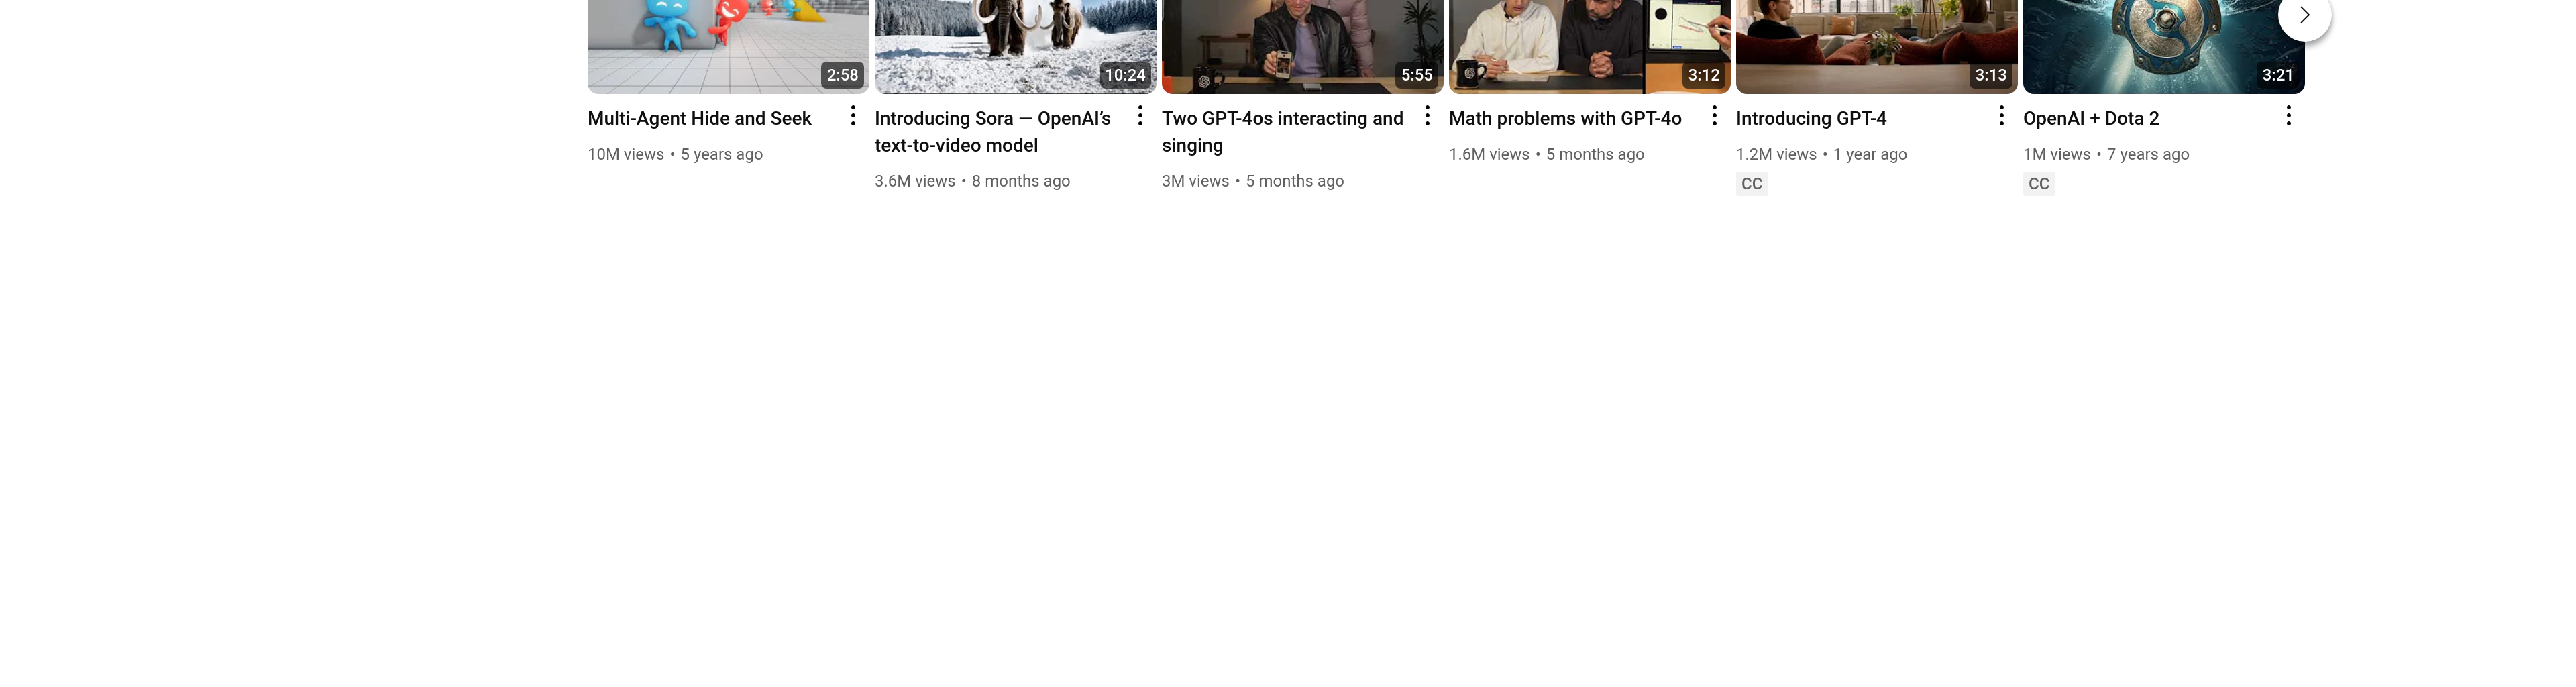 2:58
10:24
5:55
3:12
3:13
3:21
Multi-Agent Hide and Seek
10M views • 5 years ago
Introducing Sora — OpenAI’s
text-to-video model
3.6M views • 8 months ago
Two GPT-4os interacting and
singing
3M views • 5 months ago
Math problems with GPT-4o
1.6M views • 5 months ago
Introducing GPT-4
1.2M views • 1 year ago
CC
OpenAI + Dota 2
1M views • 7 years ago
CC